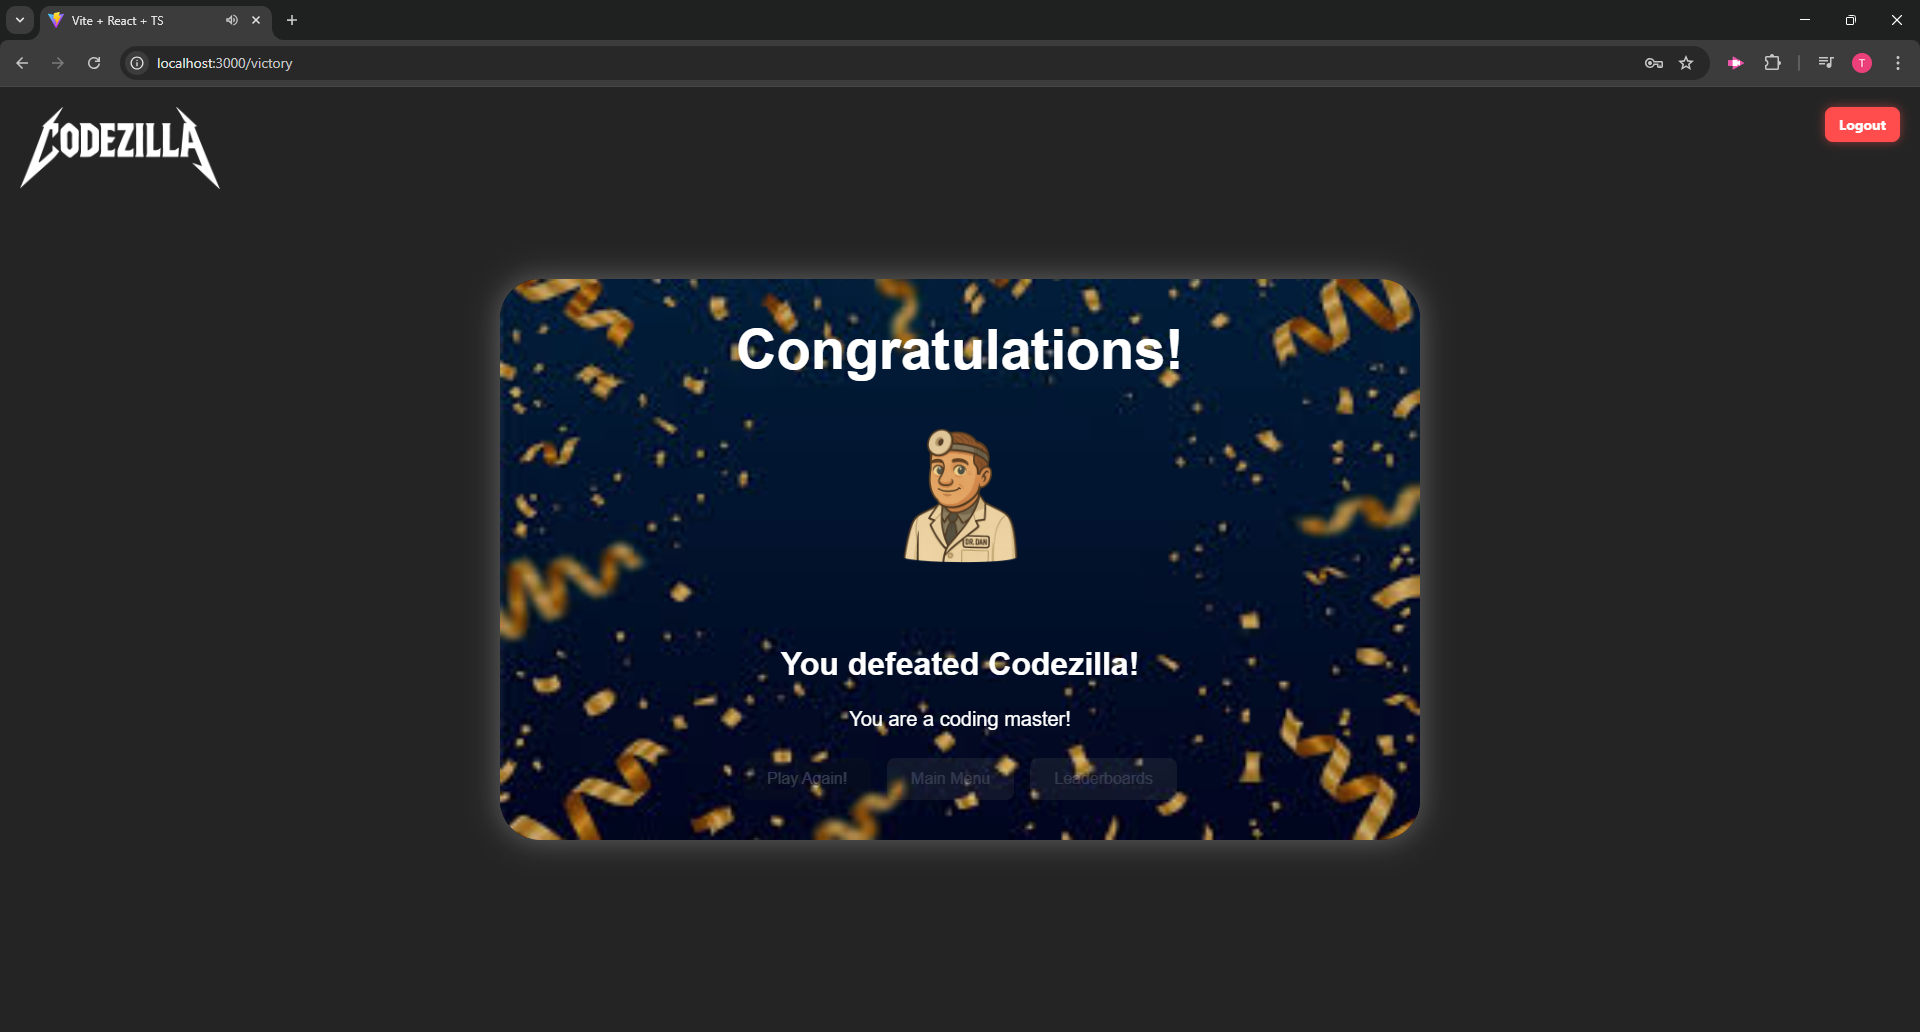 Vite + React + TS
localhost:3000/victory
CODEZILLA
Logout
Congratulations!
DR. DAN
You defeated Codezilla!
You are a coding master!
Play Again! Main Menu Leaderboards
T